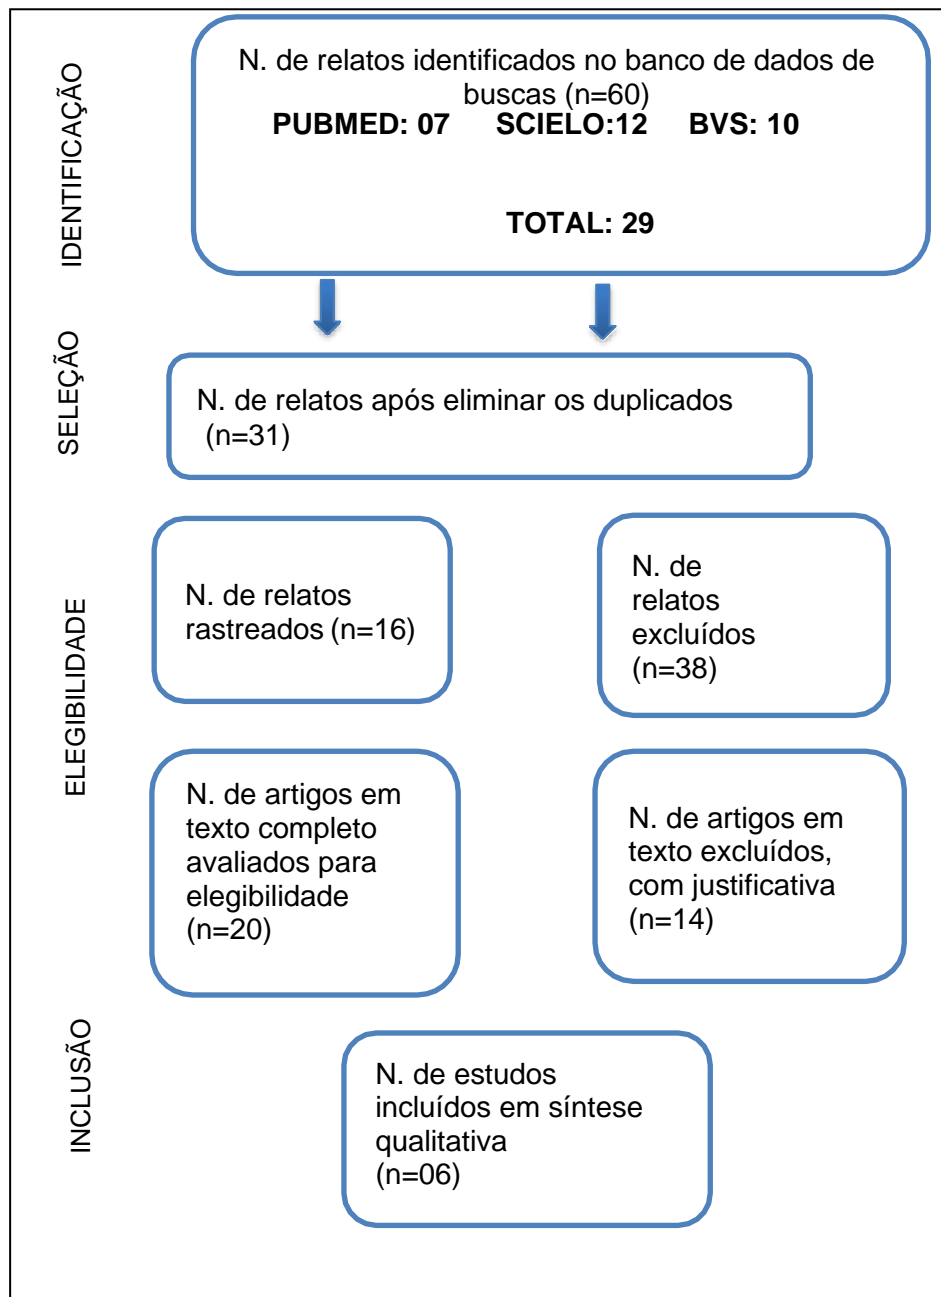 IDENTIFICAÇÃO
N. de relatos identificados no banco de dados de
buscas (n=60)
PUBMED: 07 SCIELO:12 BVS: 10
TOTAL: 29
SELEÇÃO
N. de relatos após eliminar os duplicados
(n=31)
ELEGIBILIDADE
N. de relatos
rastreados (n=16)
N. de
relatos
excluídos
(n=38)
N. de artigos em
texto completo
avaliados para
elegibilidade
(n=20)
N. de artigos em
texto excluídos,
com justificativa
(n=14)
INCLUSÃO
N. de estudos
incluídos em síntese
qualitativa
(n=06)